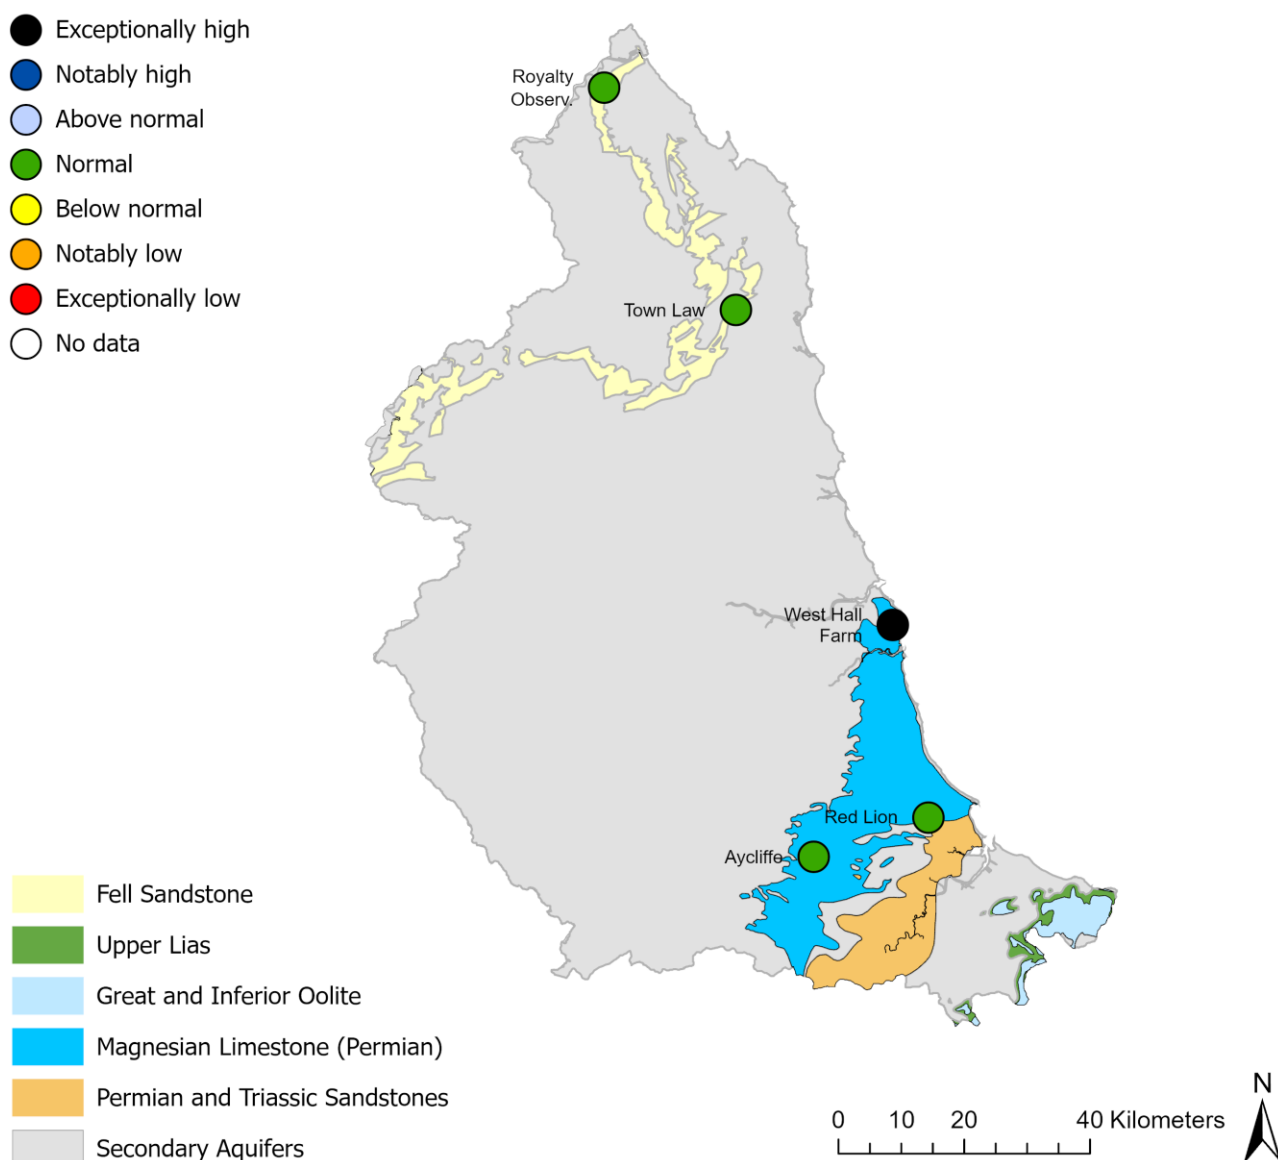 Exceptionally high
Notably high
Above normal
Normal
Below normal
Notably low
Exceptionally low
No data
Royalty
Observ.
Town Law
West Hall
Farm
Red Lion
Aycliffe
Fell Sandstone
Upper Lias
Great and Inferior Oolite
Magnesian Limestone (Permian)
Permian and Triassic Sandstones
Secondary Aquifers
0 10 20 40 Kilometers
N